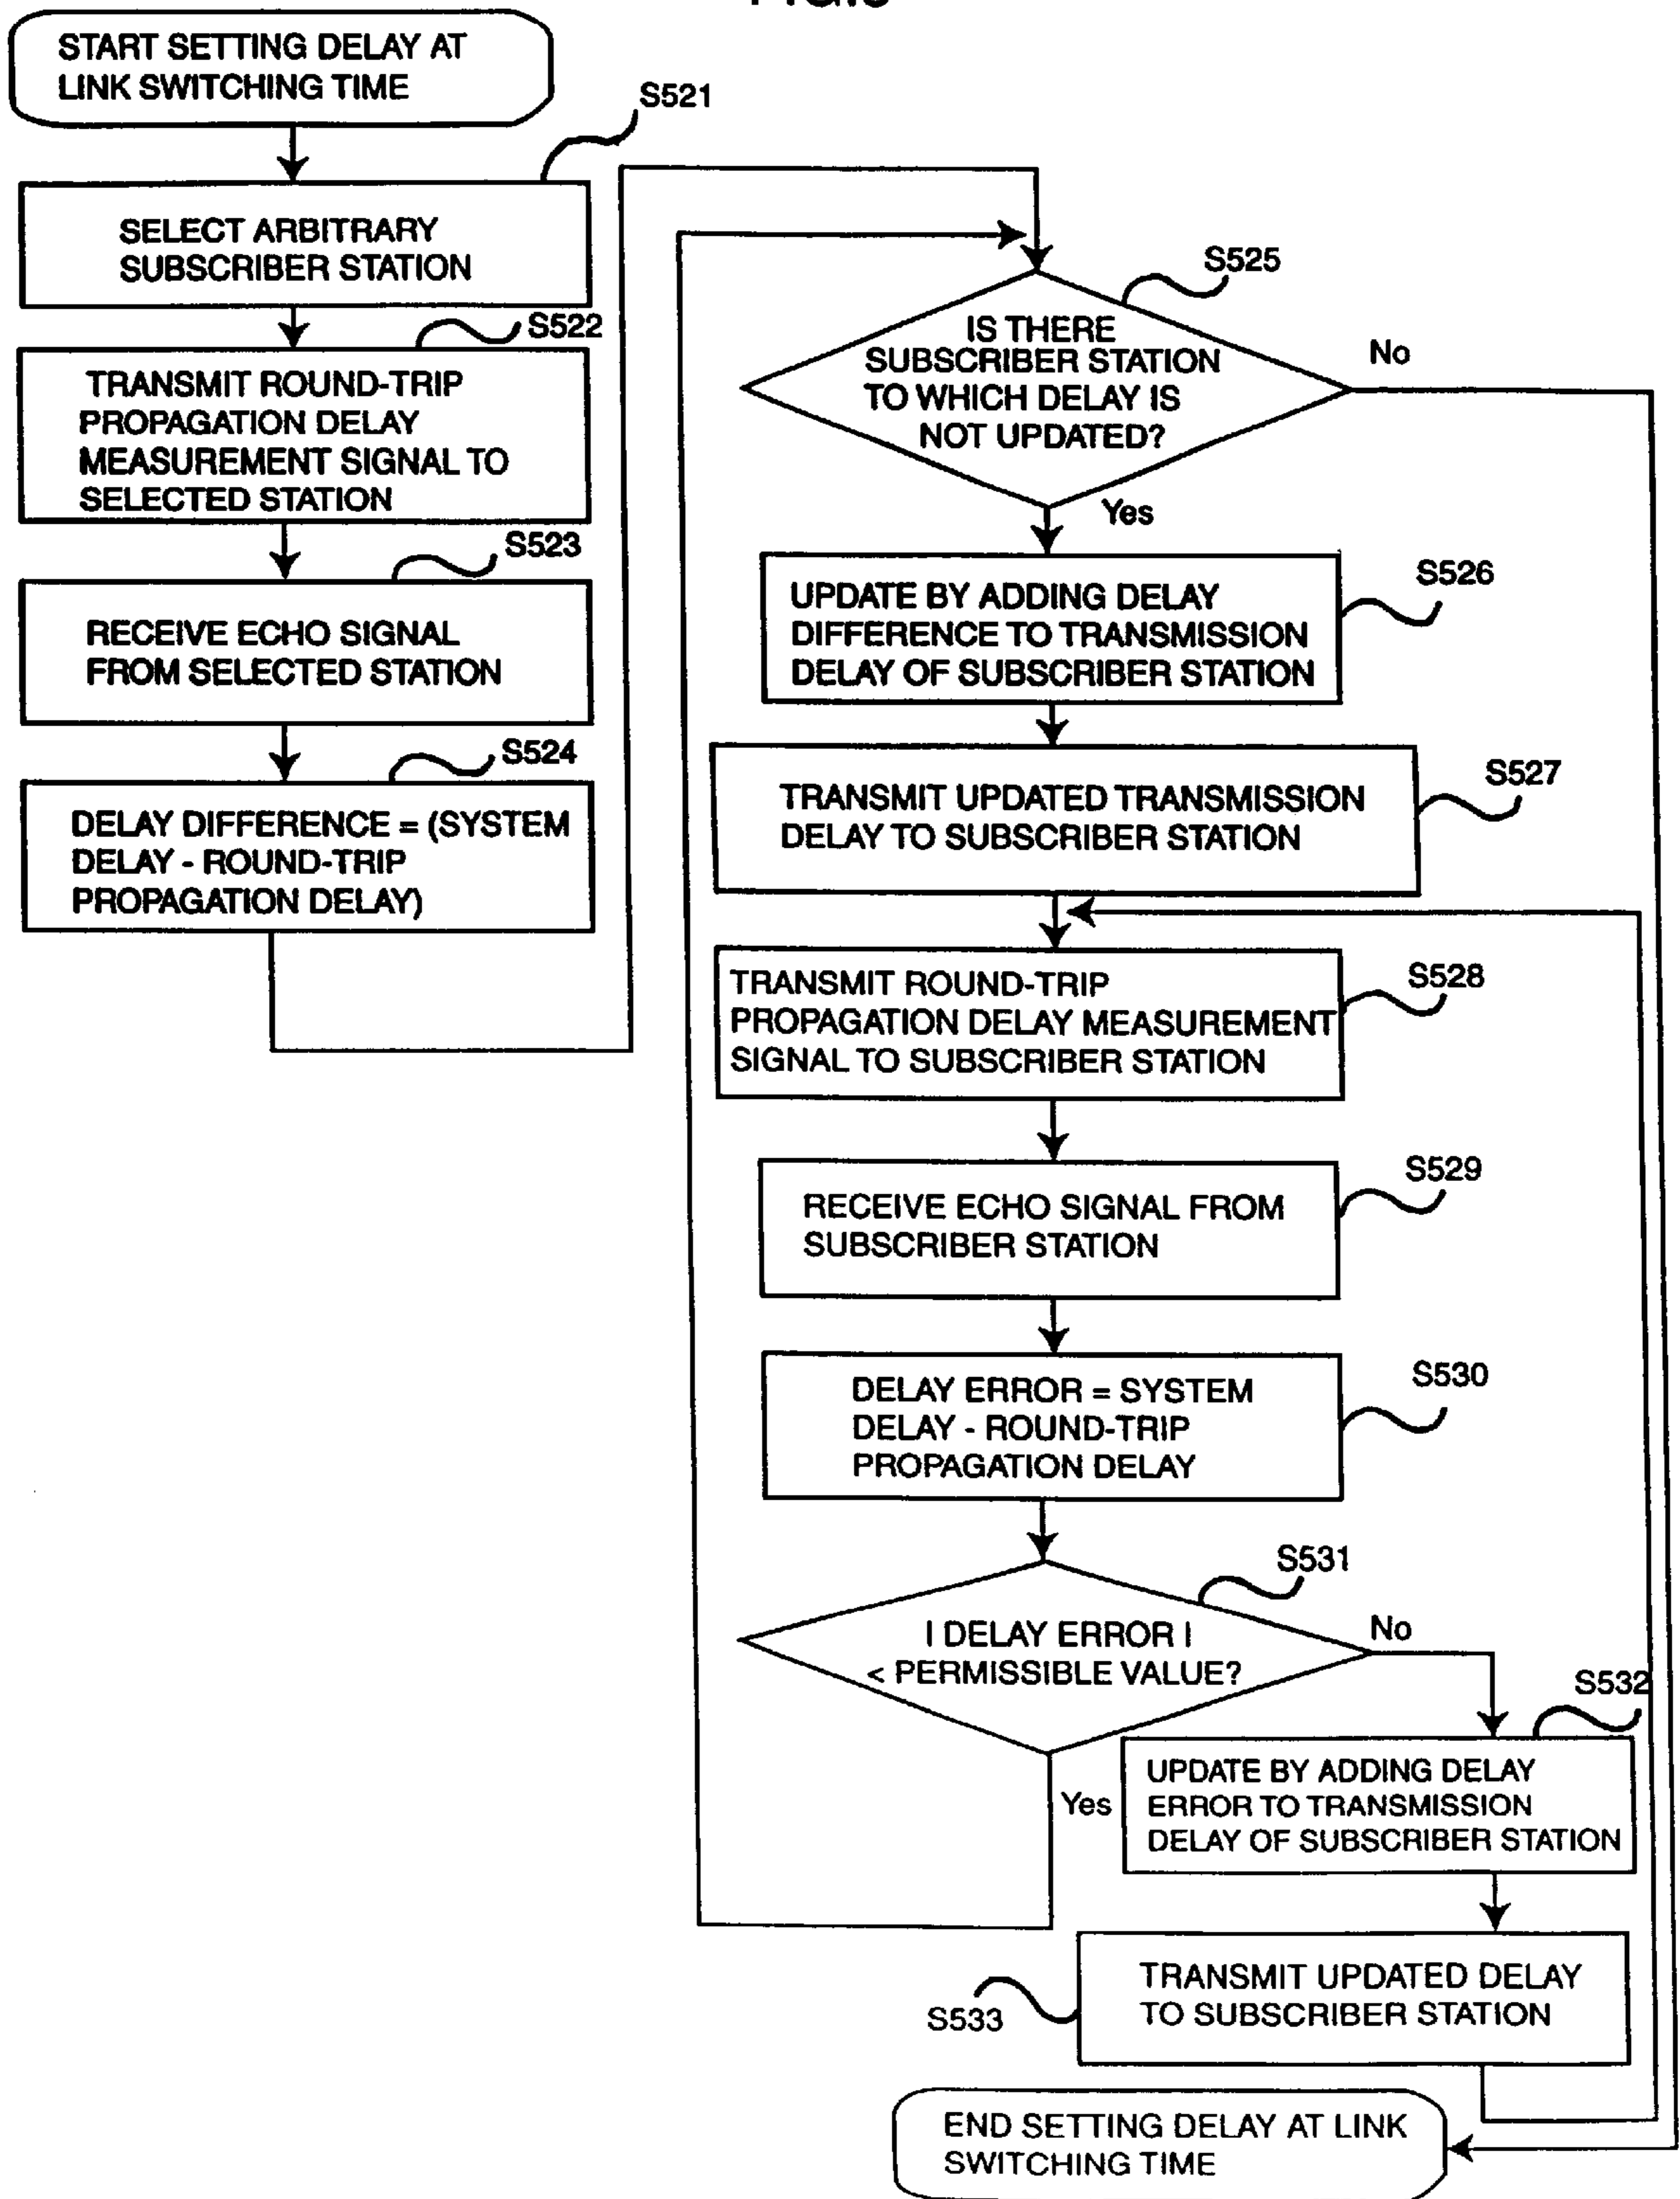 START SETTING DELAY AT
LINK SWITCHING TIME
S521
SELECT ARBITRARY
SUBSCRIBER STATION
S522
TRANSMIT ROUND-TRIP
PROPAGATION DELAY
MEASUREMENT SIGNAL TO
SELECTED STATION
S523
RECEIVE ECHO SIGNAL
FROM SELECTED STATION
S524
DELAY DIFFERENCE = (SYSTEM
DELAY - ROUND-TRIP
PROPAGATION DELAY)
S525
IS THERE
SUBSCRIBER STATION
TO WHICH DELAY IS
NOT UPDATED?
No
Yes
S526
UPDATE BY ADDING DELAY
DIFFERENCE TO TRANSMISSION
DELAY OF SUBSCRIBER STATION
S527
TRANSMIT UPDATED TRANSMISSION
DELAY TO SUBSCRIBER STATION
S528
TRANSMIT ROUND-TRIP
PROPAGATION DELAY MEASUREMENT
SIGNAL TO SUBSCRIBER STATION
S529
RECEIVE ECHO SIGNAL FROM
SUBSCRIBER STATION
S530
DELAY ERROR = SYSTEM
DELAY - ROUND-TRIP
PROPAGATION DELAY
S531
I DELAY ERROR I
< PERMISSIBLE VALUE?
No
Yes
S532
UPDATE BY ADDING DELAY
ERROR TO TRANSMISSION
DELAY OF SUBSCRIBER STATION
S533
TRANSMIT UPDATED DELAY
TO SUBSCRIBER STATION
END SETTING DELAY AT LINK
SWITCHING TIME